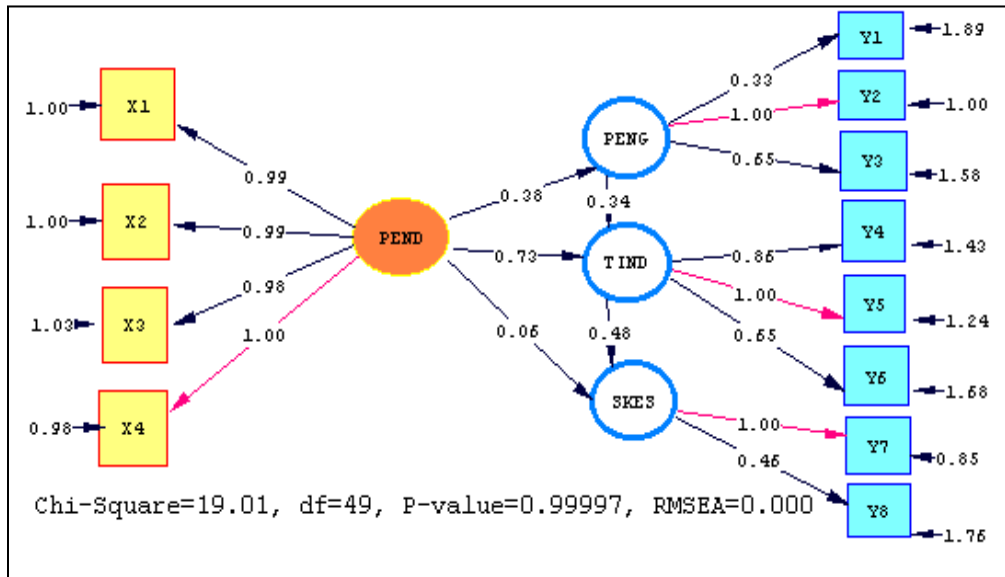 1.00
X1
1.00
X2
1.03
X3
0.98
X4
0.99
0.99
0.98
1.00
PEND
0.38
0.73
0.06
PENG
0.34
TIND
0.48
SKES
0.33
1.00
0.65
0.86
1.00
0.65
1.00
0.46
Y1
1.89
Y2
1.00
Y3
1.58
Y4
1.43
Y5
1.24
Y6
1.68
Y7
0.85
Y8
1.76
Chi-Square=19.01, df=49, P-value=0.99997, RMSEA=0.000